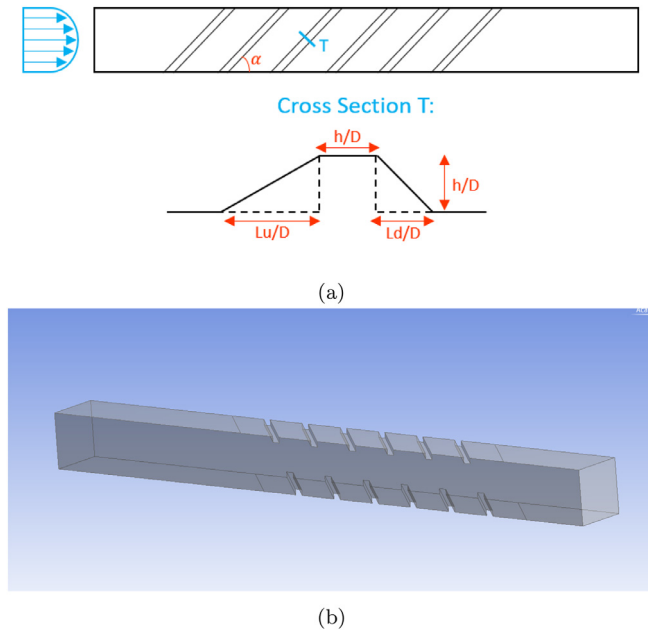 α
T
Cross Section T:
h/D
h/D
Lu/D
Ld/D
(a)
(b)